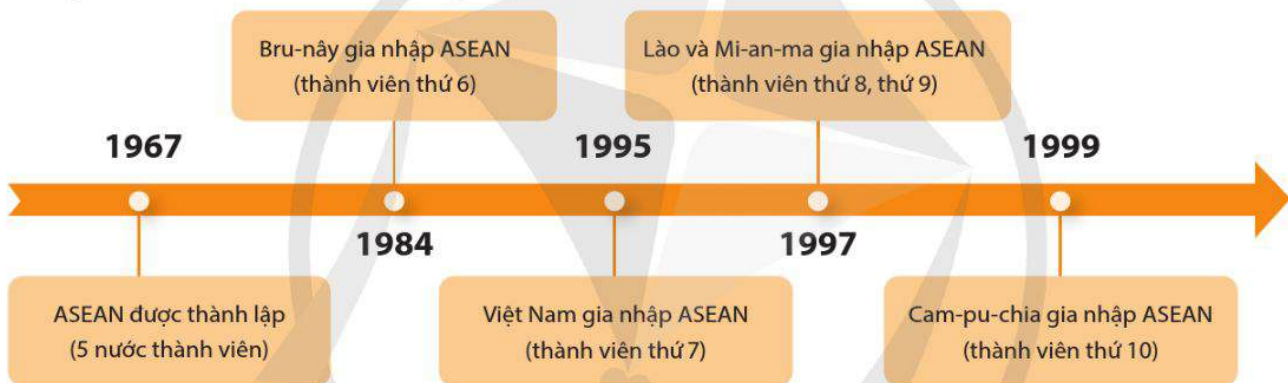 Bru-nây gia nhập ASEAN
(thành viên thứ 6)
Lào và Mi-an-ma gia nhập ASEAN
(thành viên thứ 8, thứ 9)
1967
1995
1999
1984
1997
ASEAN được thành lập
(5 nước thành viên)
Việt Nam gia nhập ASEAN
(thành viên thứ 7)
Cam-pu-chia gia nhập ASEAN
(thành viên thứ 10)